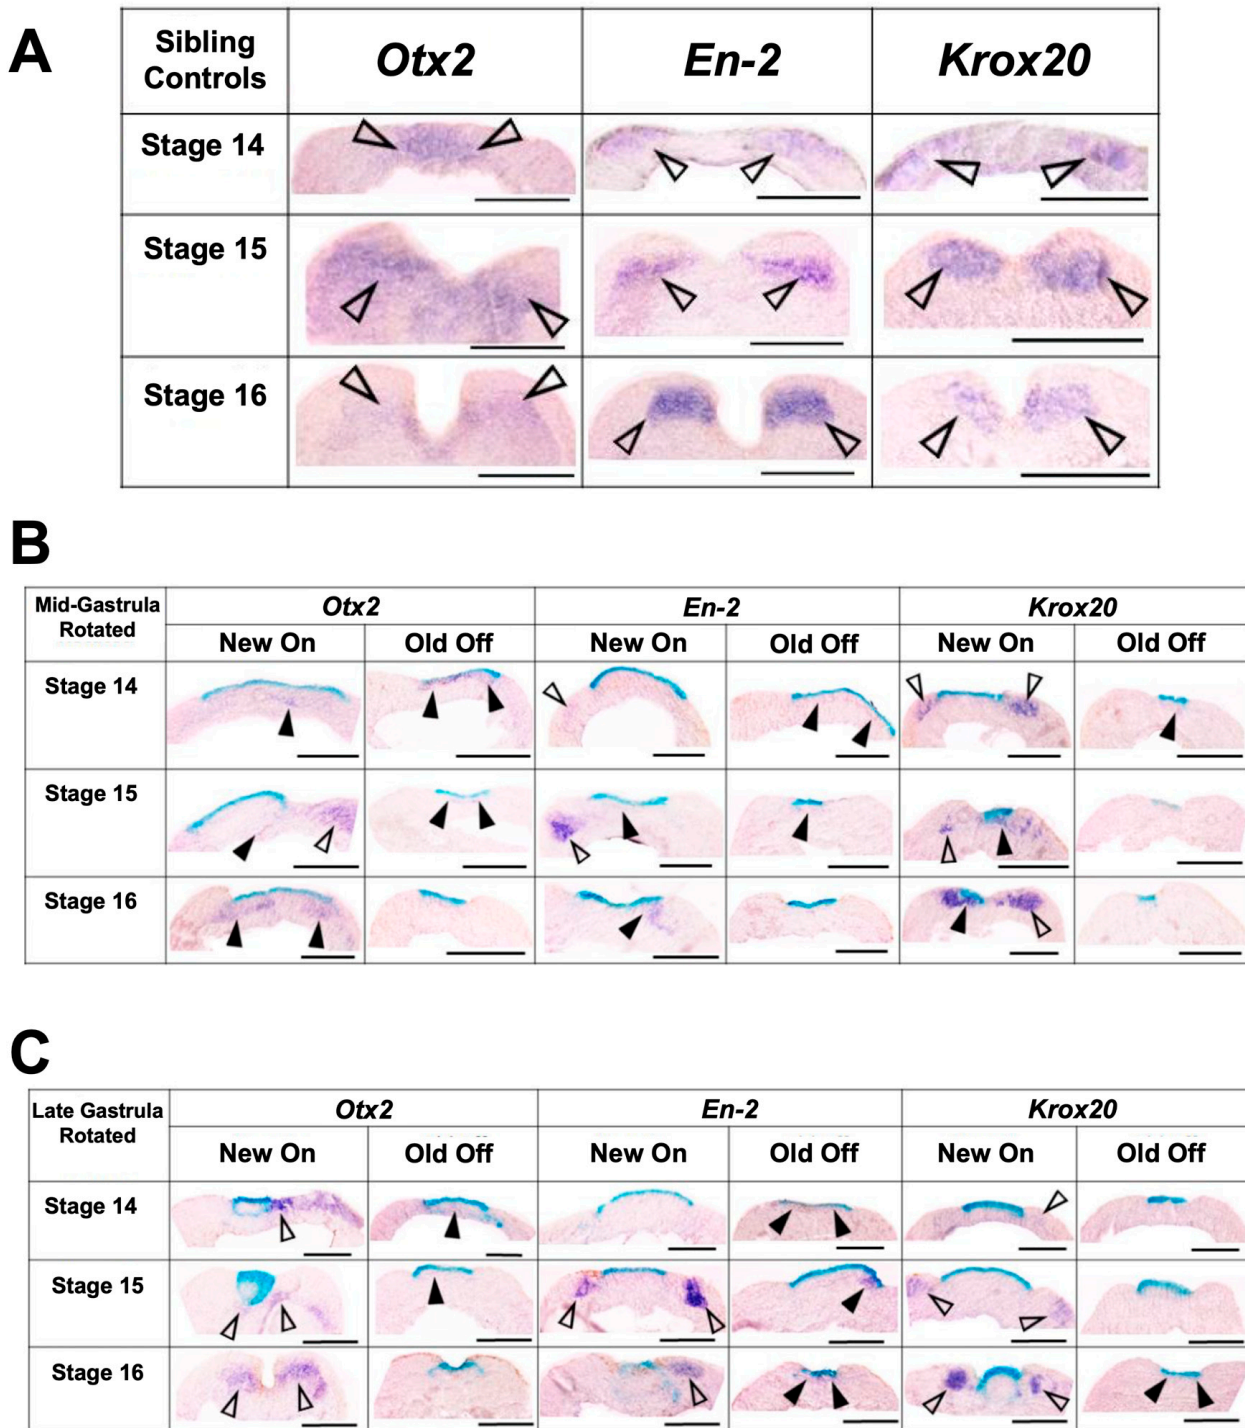 A
Sibling Controls Otx2 En-2 Krox20
Stage 14
Stage 15
Stage 16
B
Mid-Gastrula Rotated Otx2 En-2 Krox20
New On Old Off New On Old Off New On Old Off
Stage 14
Stage 15
Stage 16
C
Late Gastrula Rotated Otx2 En-2 Krox20
New On Old Off New On Old Off New On Old Off
Stage 14
Stage 15
Stage 16